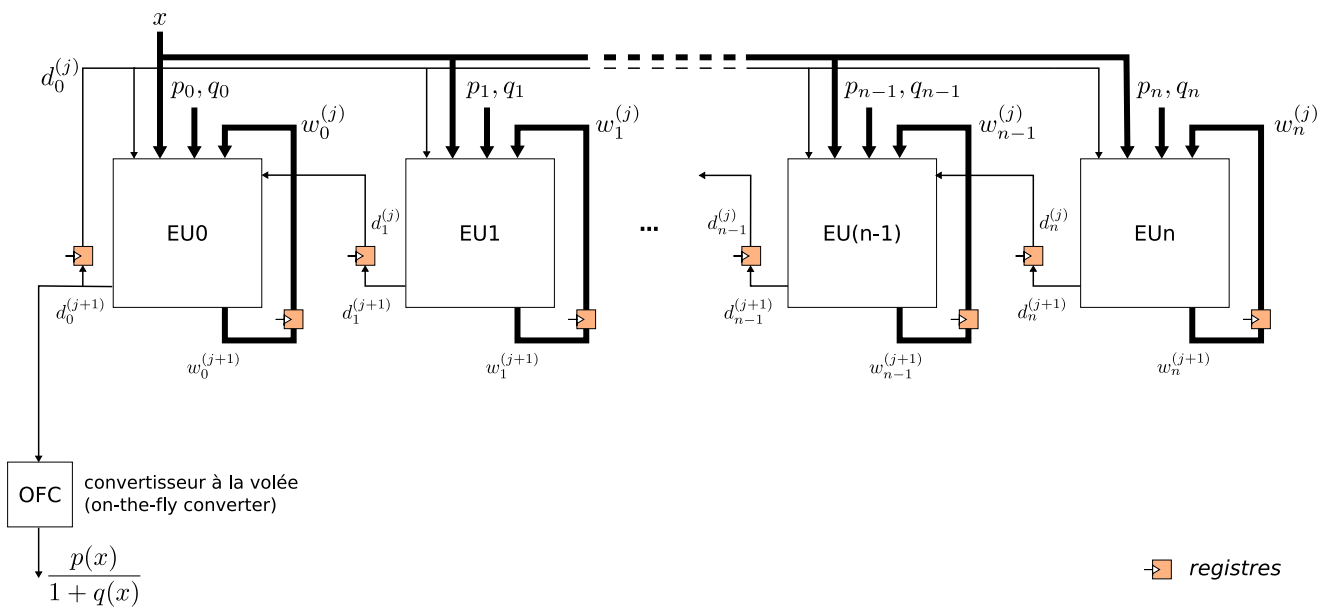 x
d_0^{(j)}
p_0, q_0
p_1, q_1
p_{n-1}, q_{n-1}
p_n, q_n
w_0^{(j)}
w_1^{(j)}
w_{n-1}^{(j)}
w_n^{(j)}
EU0
d_1^{(j)}
EU1
...
d_{n-1}^{(j)}
EU(n-1)
d_n^{(j)}
EUn
d_0^{(j+1)}
d_1^{(j+1)}
d_{n-1}^{(j+1)}
d_n^{(j+1)}
w_0^{(j+1)}
w_1^{(j+1)}
w_{n-1}^{(j+1)}
w_n^{(j+1)}
OFC
convertisseur à la volée
(on-the-fly converter)
p(x)
1 + q(x)
registres